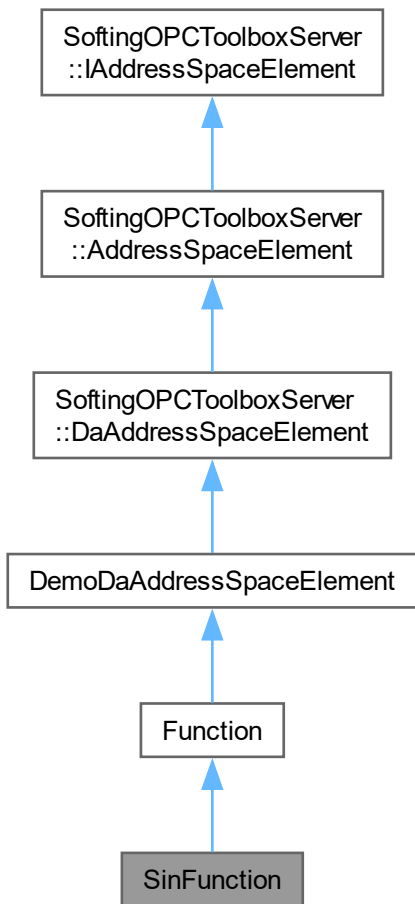 SoftingOPCToolboxServer
::IAddressSpaceElement
SoftingOPCToolboxServer
::AddressSpaceElement
SoftingOPCToolboxServer
::DaAddressSpaceElement
DemoDaAddressSpaceElement
Function
SinFunction